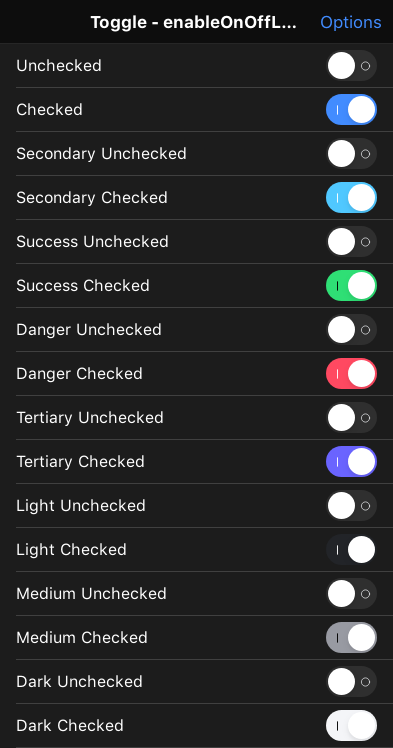 Toggle - enableOnOffL... Options
Unchecked
Checked
Secondary Unchecked
Secondary Checked
Success Unchecked
Success Checked
Danger Unchecked
Danger Checked
Tertiary Unchecked
Tertiary Checked
Light Unchecked
Light Checked
Medium Unchecked
Medium Checked
Dark Unchecked
Dark Checked